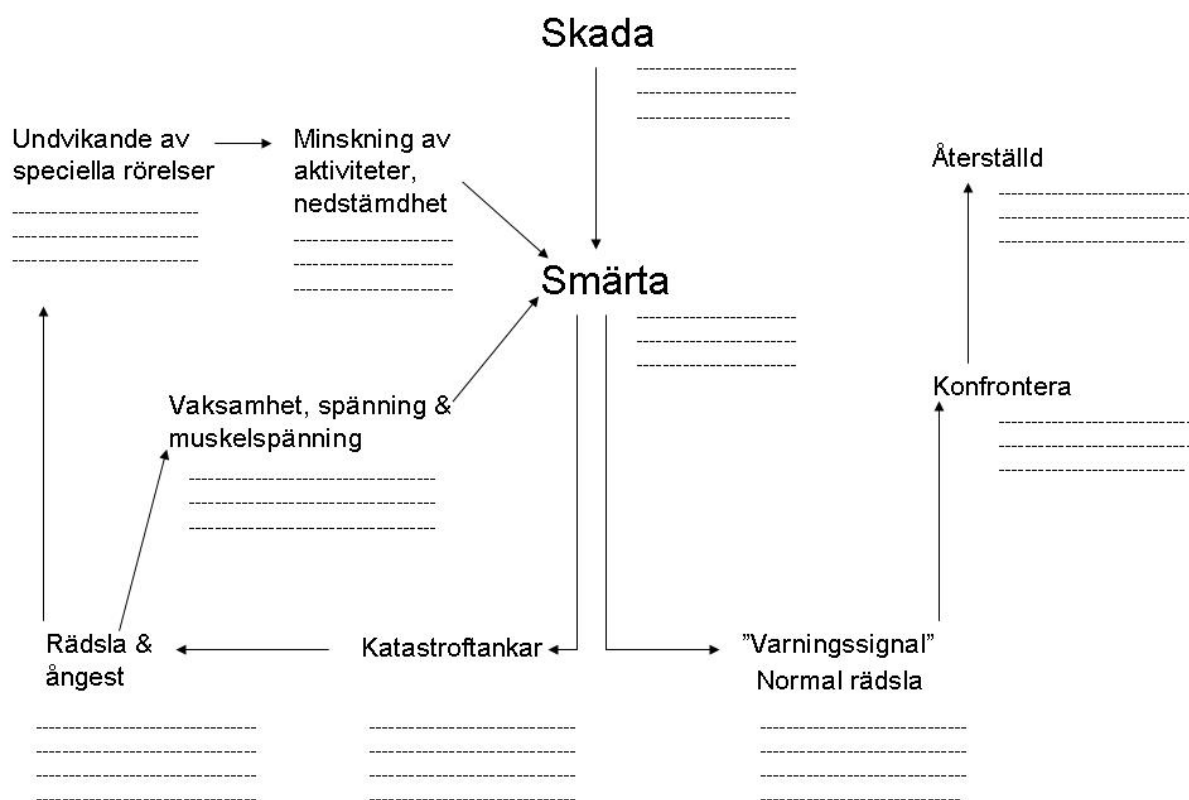 Skada
Undvikande av
speciella rörelser
Minskning av
aktiviteter,
nedstämdhet
Återställd
Smärta
Konfrontera
Vaksamhet, spänning &
muskelspänning
Rädsla &
ångest
Katastroftankar
”Varningssignal”
Normal rädsla